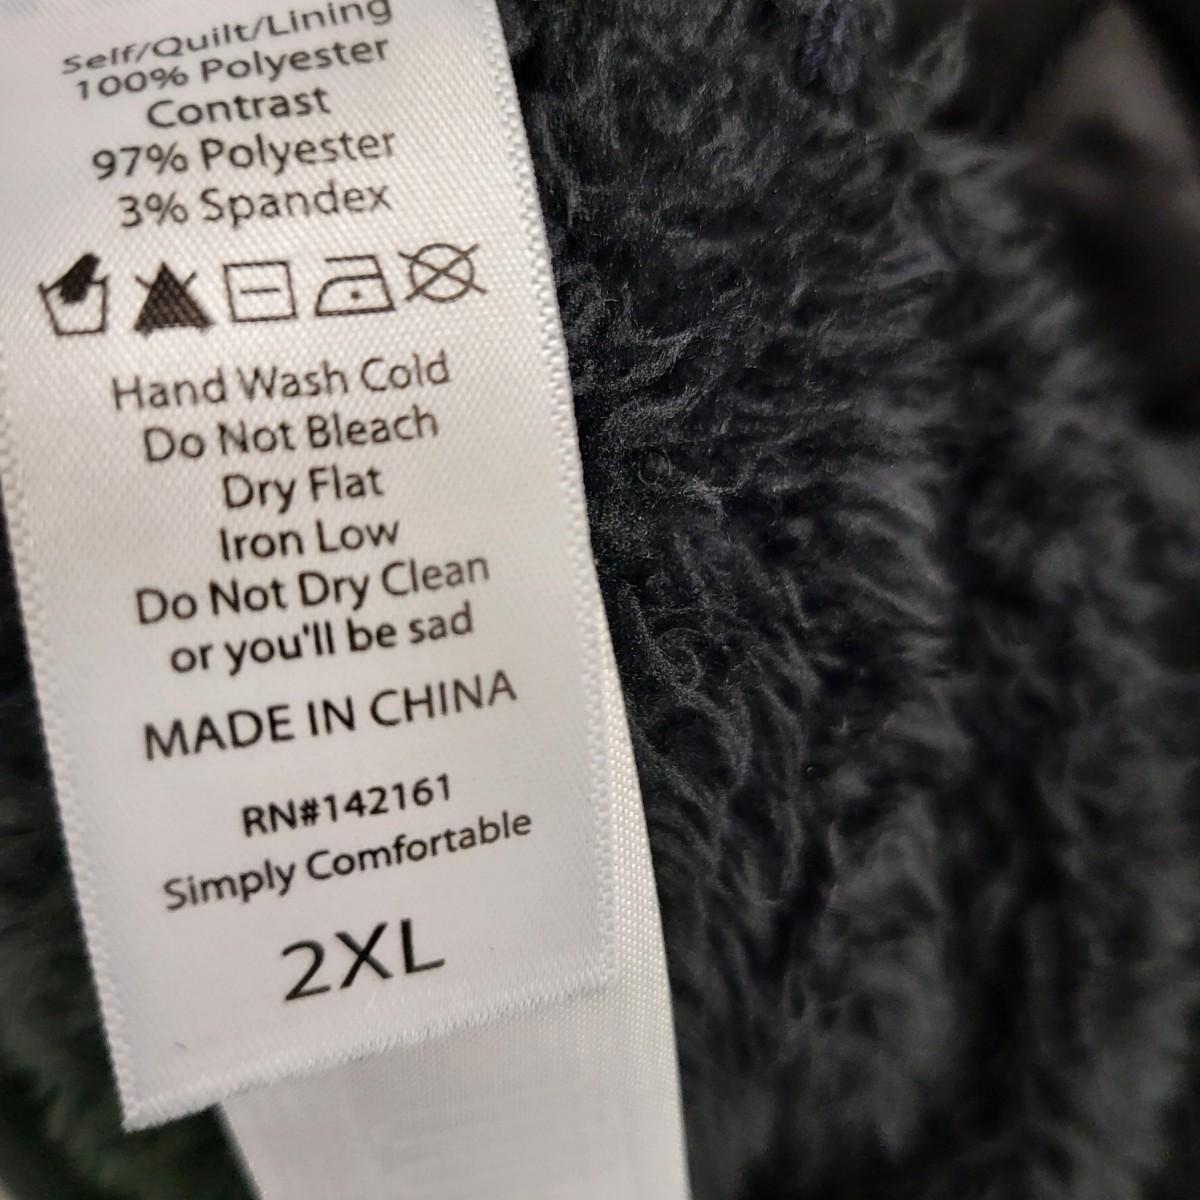 Self/Quilt/Lining
100% Polyester
Contrast
97% Polyester
3% Spandex
Hand Wash Cold
Do Not Bleach
Dry Flat
Iron Low
Do Not Dry Clean
or you'll be sad
MADE IN CHINA
RN#142161
Simply Comfortable
2XL